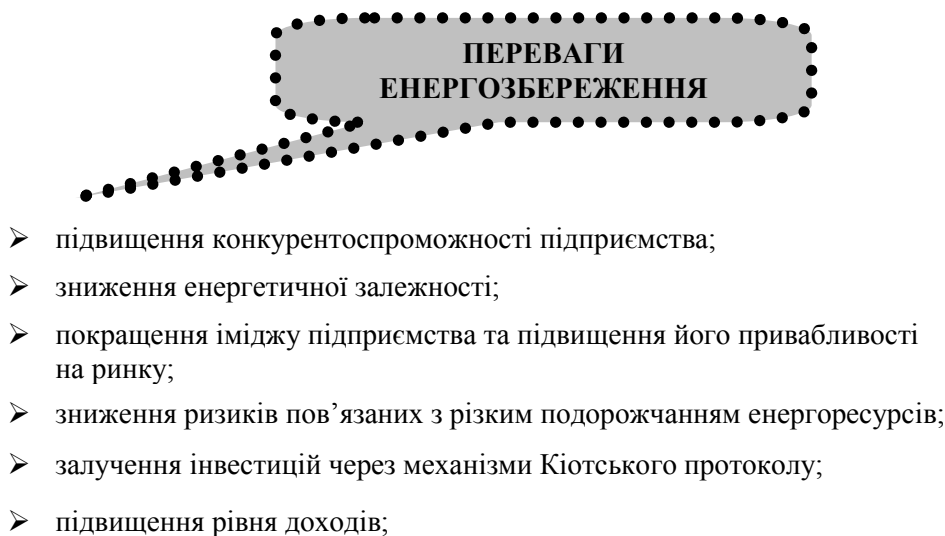 ПЕРЕВАГИ
ЕНЕРГОЗБЕРЕЖЕННЯ
➢ підвищення конкурентоспроможності підприємства;
➢ зниження енергетичної залежності;
➢ покращення іміджу підприємства та підвищення його привабливості
на ринку;
➢ зниження ризиків пов’язаних з різким подорожчанням енергоресурсів;
➢ залучення інвестицій через механізми Кіотського протоколу;
➢ підвищення рівня доходів;